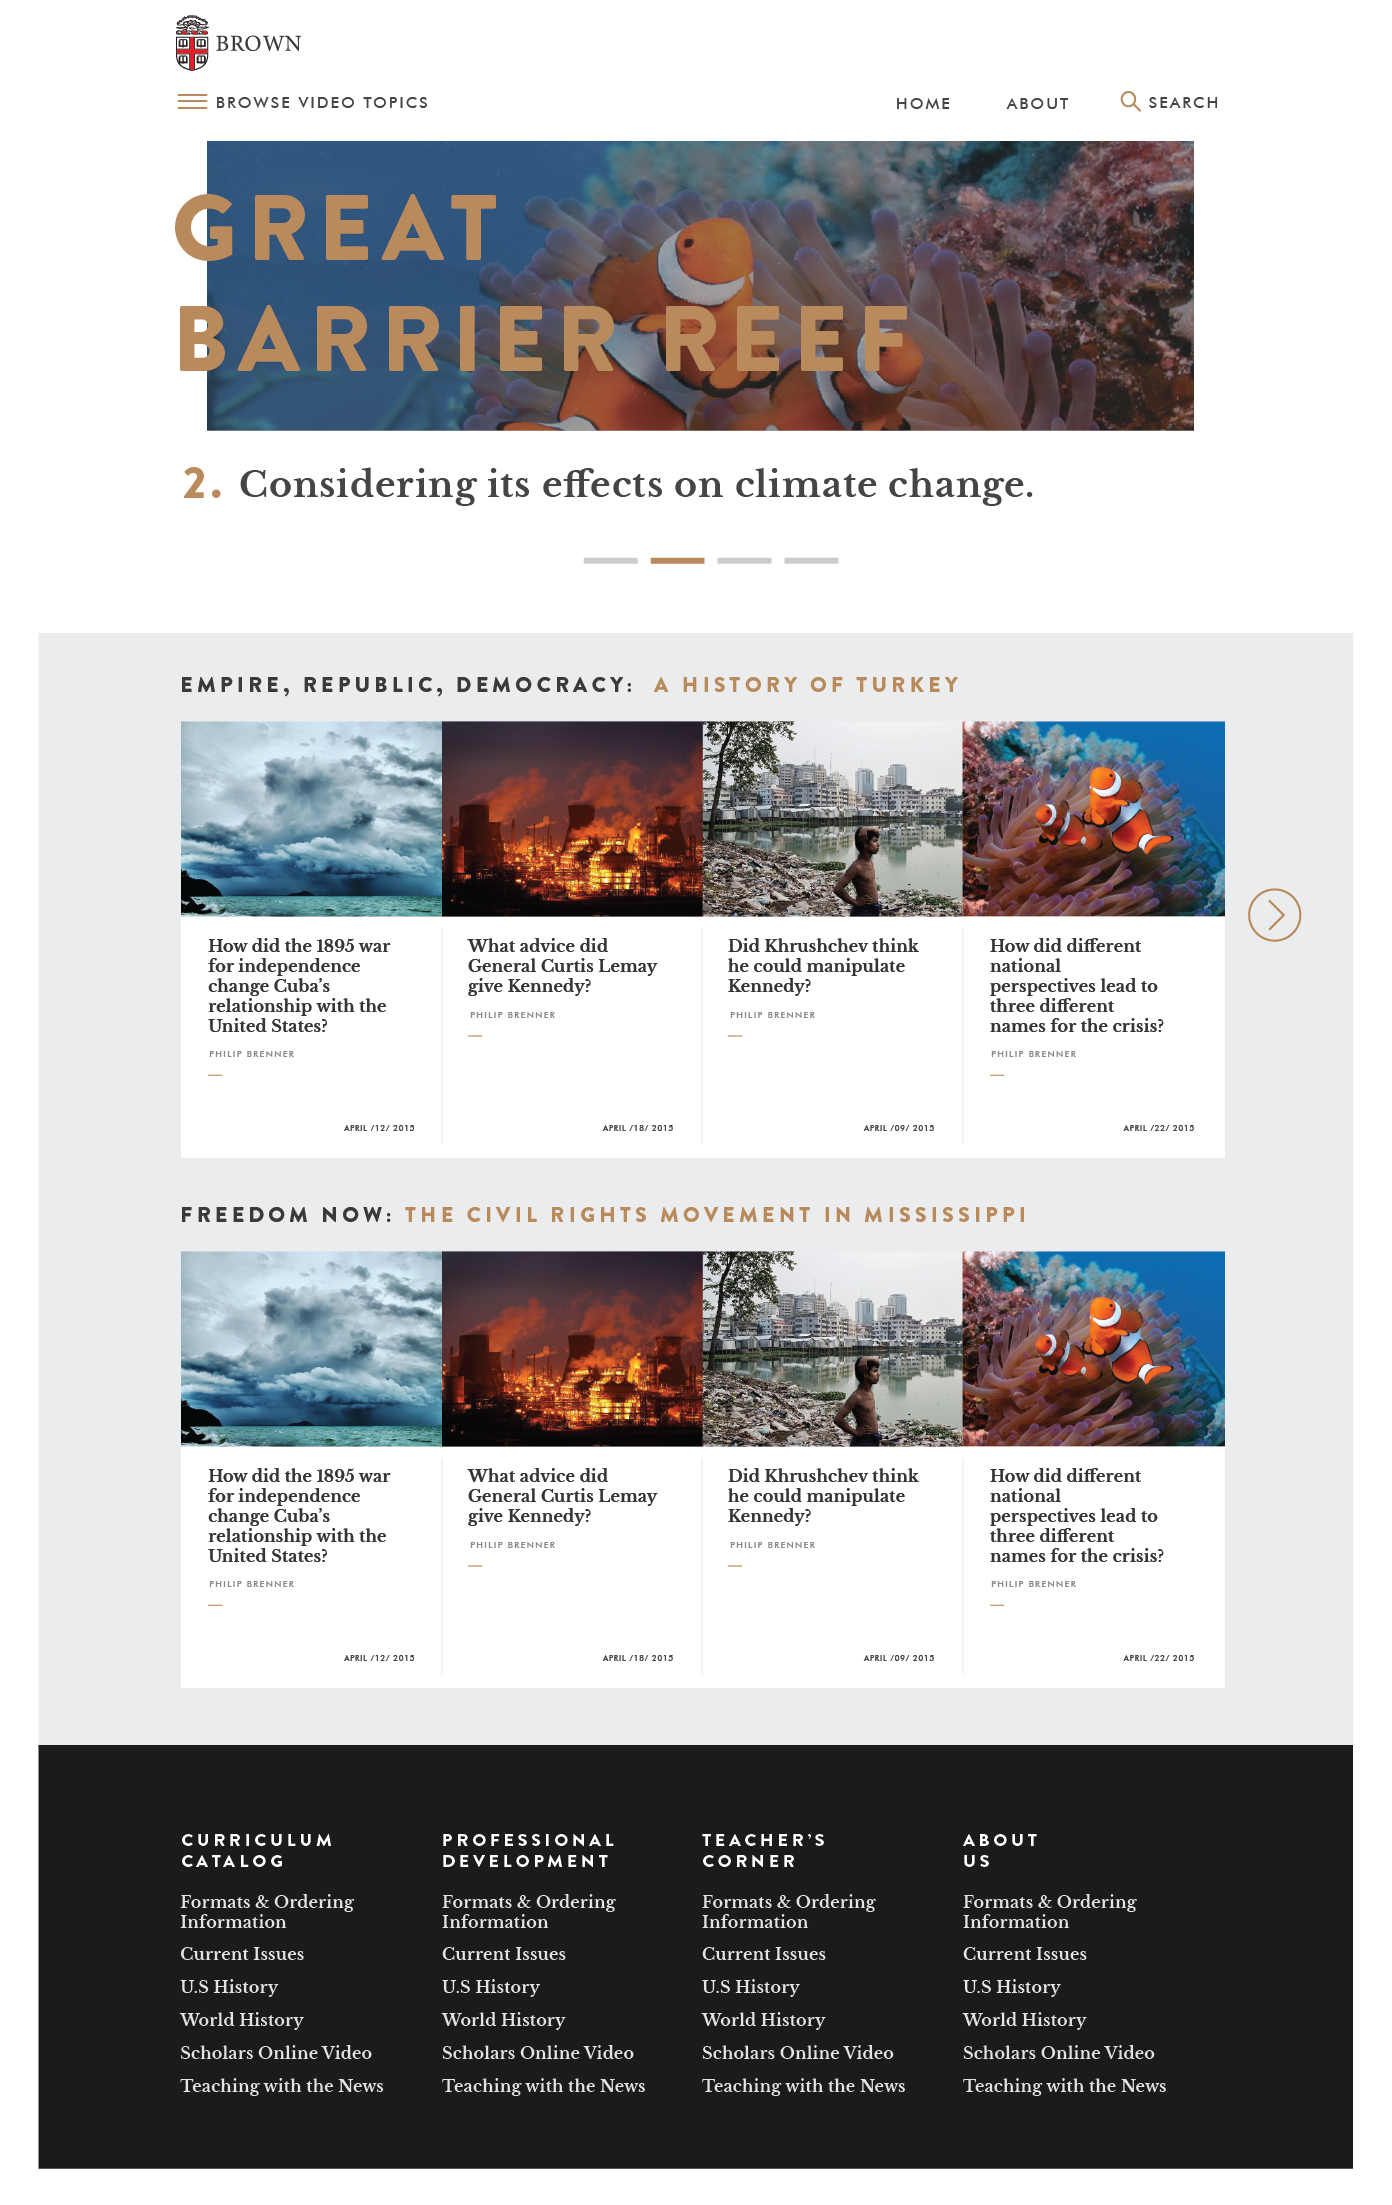 BROWN
BROWSE VIDEO TOPICS
HOME
ABOUT
SEARCH
GREAT
BARRIER REEF
2. Considering its effects on climate change.
EMPIRE, REPUBLIC, DEMOCRACY: A HISTORY OF TURKEY
How did the 1895 war
for independence
change Cuba’s
relationship with the
United States?
PHILIP BRENNER
APRIL /12/ 2015
What advice did
General Curtis Lemay
give Kennedy?
PHILIP BRENNER
APRIL /18/ 2015
Did Khrushchev think
he could manipulate
Kennedy?
PHILIP BRENNER
APRIL /09/ 2015
How did different
national
perspectives lead to
three different
names for the crisis?
PHILIP BRENNER
APRIL /22/ 2015
FREEDOM NOW: THE CIVIL RIGHTS MOVEMENT IN MISSISSIPPI
How did the 1895 war
for independence
change Cuba’s
relationship with the
United States?
PHILIP BRENNER
APRIL /12/ 2015
What advice did
General Curtis Lemay
give Kennedy?
PHILIP BRENNER
APRIL /18/ 2015
Did Khrushchev think
he could manipulate
Kennedy?
PHILIP BRENNER
APRIL /09/ 2015
How did different
national
perspectives lead to
three different
names for the crisis?
PHILIP BRENNER
APRIL /22/ 2015
CURRICULUM
CATALOG
Formats & Ordering
Information
Current Issues
U.S History
World History
Scholars Online Video
Teaching with the News
PROFESSIONAL
DEVELOPMENT
Formats & Ordering
Information
Current Issues
U.S History
World History
Scholars Online Video
Teaching with the News
TEACHER’S
CORNER
Formats & Ordering
Information
Current Issues
U.S History
World History
Scholars Online Video
Teaching with the News
ABOUT
US
Formats & Ordering
Information
Current Issues
U.S History
World History
Scholars Online Video
Teaching with the News